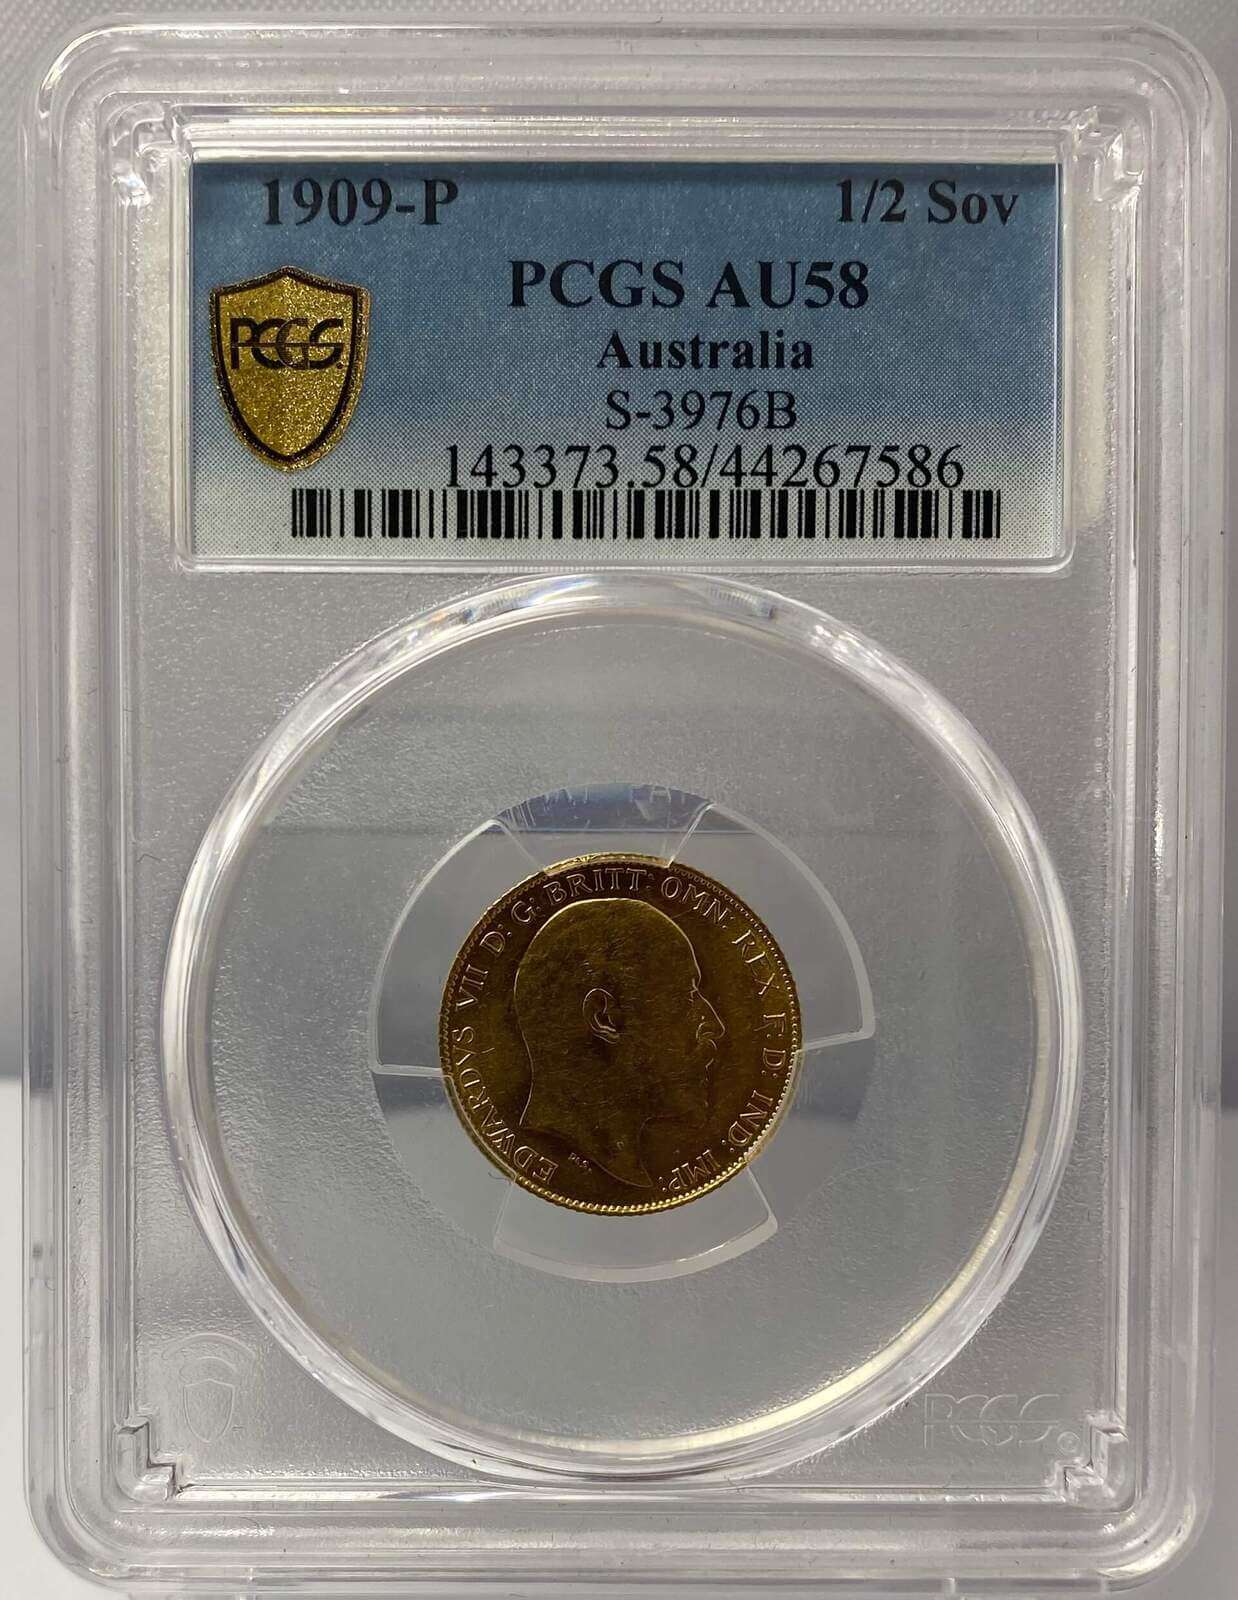 1909-P 1/2 Sov
PCGS AU58
Australia
S-3976B
143373.58/44267586
PCGS
EDWARDVS VII D: G: BRITT: OMN: REX F: D: IND: IMP:
PCGS